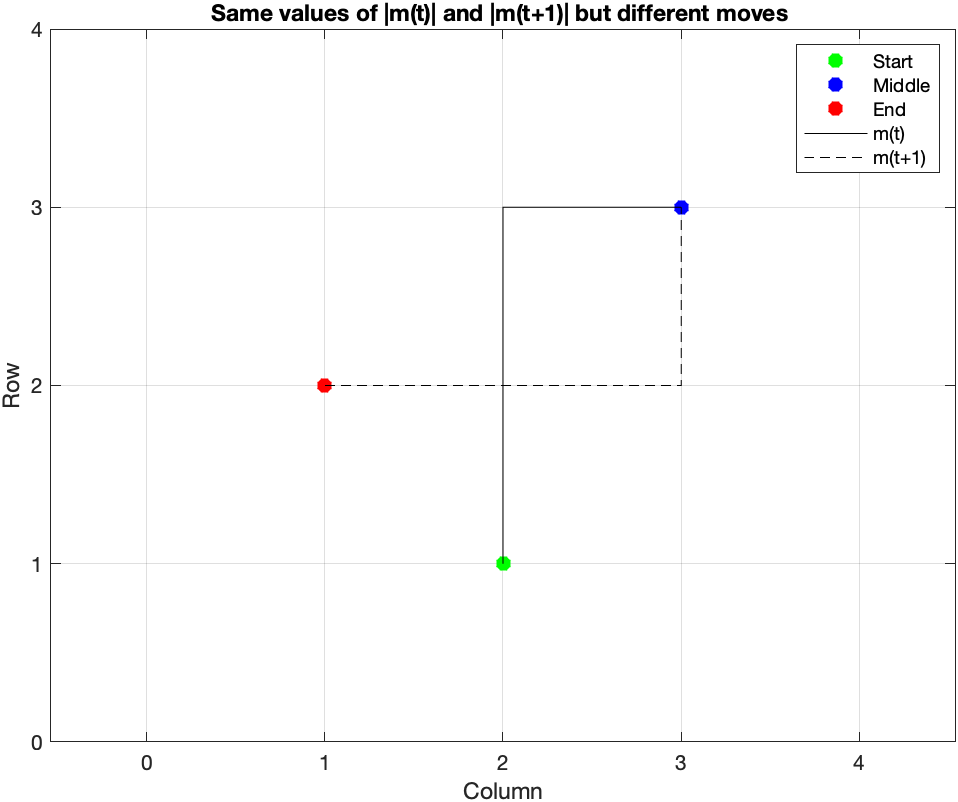 Same values of |m(t)| and |m(t+1)| but different moves
Start
Middle
End
m(t)
m(t+1)
4
3
2
1
0
Row
0 1 2 3 4
Column